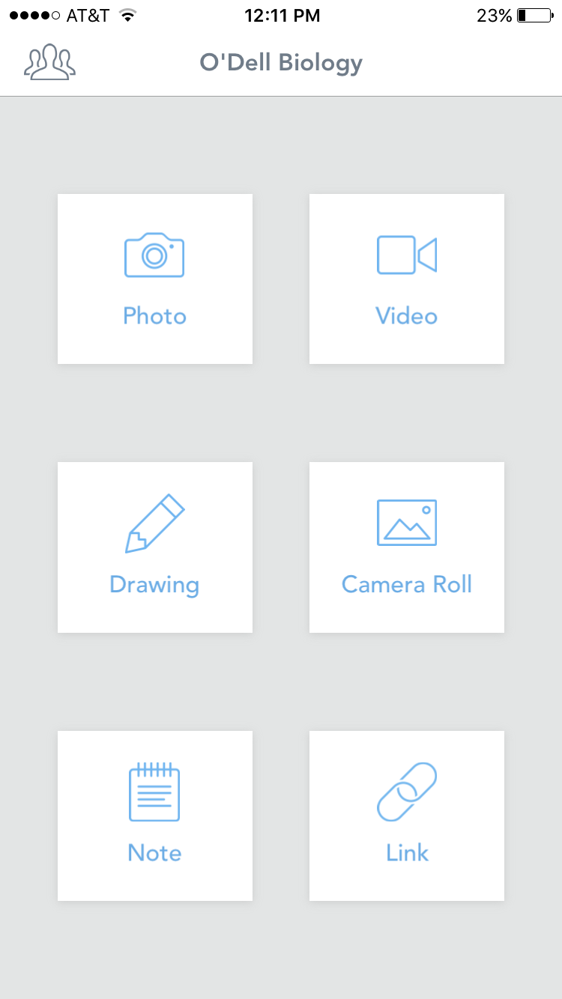 AT&T 12:11 PM 23%
O'Dell Biology
Photo Video
Drawing Camera Roll
Note Link